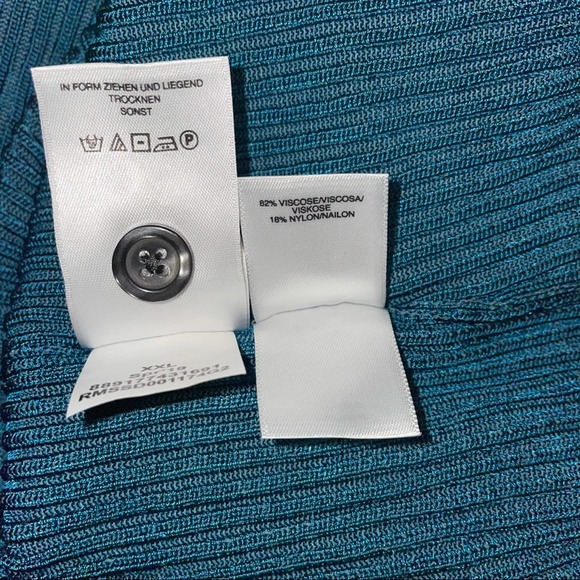 IN FORM ZIEHEN UND LIEGEND
TROCKNEN
SONST
P
82% VISCOSE/VISCOSA/
VISKOSE
18% NYLON/NAILON
XXL